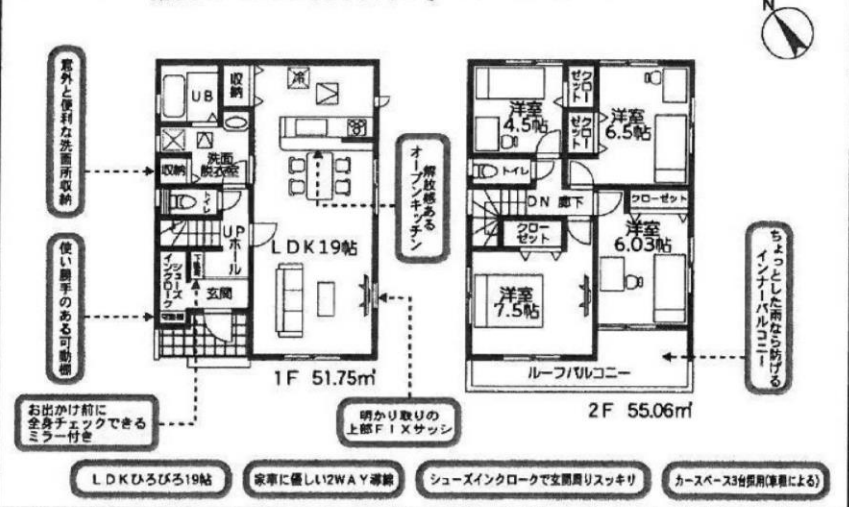 N
意外と便利な洗面所収納
使い勝手のある可動棚
お出かけ前に
全身チェックできる
ミラー付き
UB
収納
冷
洗面
脱衣室
収納
トイレ
UP
ホール
下駄箱
シューズ
インクローク
可動棚
玄関
LDK19帖
1F 51.75㎡
解放感ある
オープンキッチン
明かり取りの
上部FIXサッシ
洋室
4.5帖
クロー
ゼット
クロー
ゼット
洋室
6.5帖
トイレ
DN 廊下
クローゼット
クロー
ゼット
洋室
6.03帖
洋室
7.5帖
ルーフバルコニー
2F 55.06㎡
ちょっとした雨なら防げる
インナーバルコニー
LDKひろびろ19帖
家事に優しい2WAY導線
シューズインクロークで玄関周りスッキリ
カースペース3台採用(車種による)